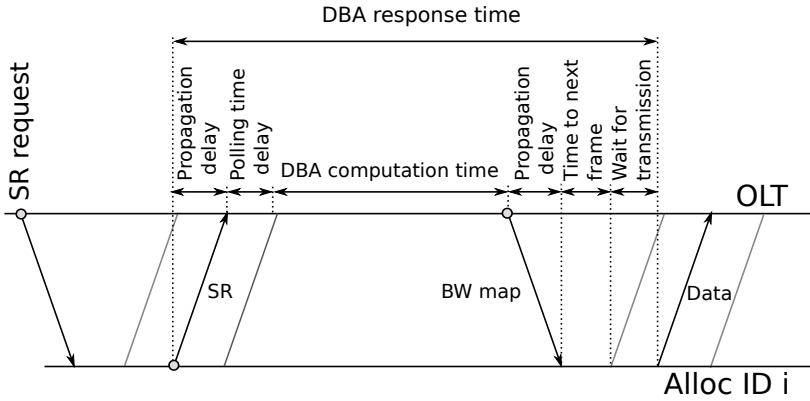 DBA response time
SR request
Propagation
delay
Polling time
delay
DBA computation time
Propagation
delay
Time to next
frame
Wait for
transmission
OLT
SR
BW map
Data
Alloc ID i